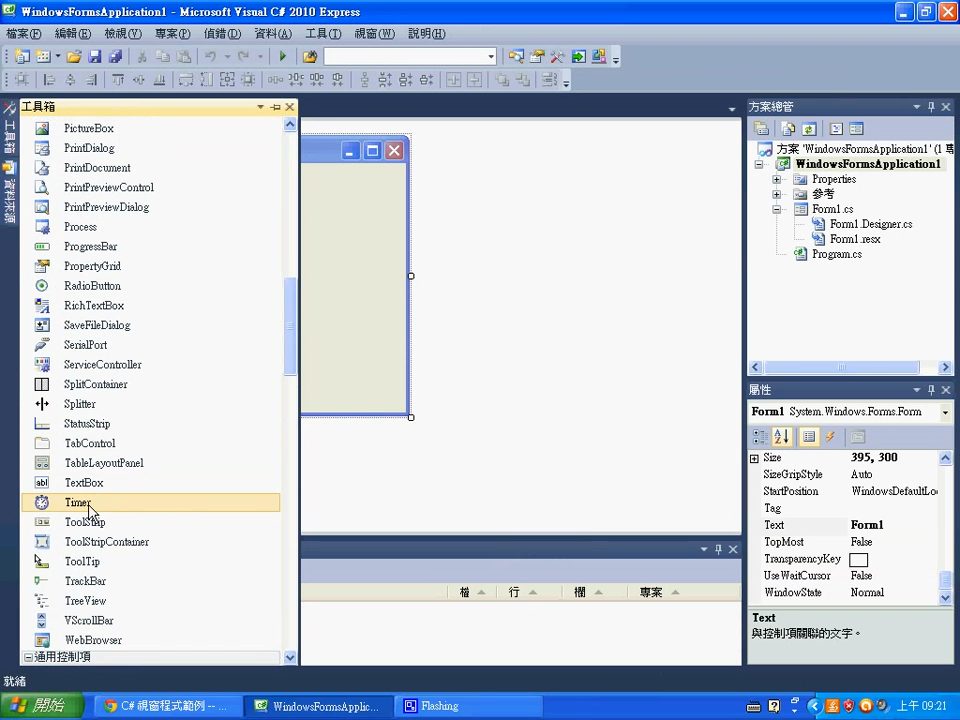 WindowsFormsApplication1 - Microsoft Visual C# 2010 Express
檔案(F) 編輯(E) 檢視(V) 專案(P) 偵錯(D) 資料(A) 工具(T) 視窗(W) 說明(H)
工具箱
資料來源
工具箱
PictureBox
PrintDialog
PrintDocument
PrintPreviewControl
PrintPreviewDialog
Process
ProgressBar
PropertyGrid
RadioButton
RichTextBox
SaveFileDialog
SerialPort
ServiceController
SplitContainer
Splitter
StatusStrip
TabControl
TableLayoutPanel
TextBox
Timer
ToolStrip
ToolStripContainer
ToolTip
TrackBar
TreeView
VScrollBar
WebBrowser
通用控制項
檔 行 欄 專案
方案總管
方案 'WindowsFormsApplication1' (1 專
WindowsFormsApplication1
Properties
參考
Form1.cs
Form1.Designer.cs
Form1.resx
Program.cs
屬性
Form1 System.Windows.Forms.Form
Size 395, 300
SizeGripStyle Auto
StartPosition WindowsDefaultLo
Tag
Text Form1
TopMost False
TransparencyKey
UseWaitCursor False
WindowState Normal
Text
與控制項關聯的文字。
就緒
開始 C# 視窗程式範例 -- ... WindowsFormsApplic... Flashing 上午 09:21